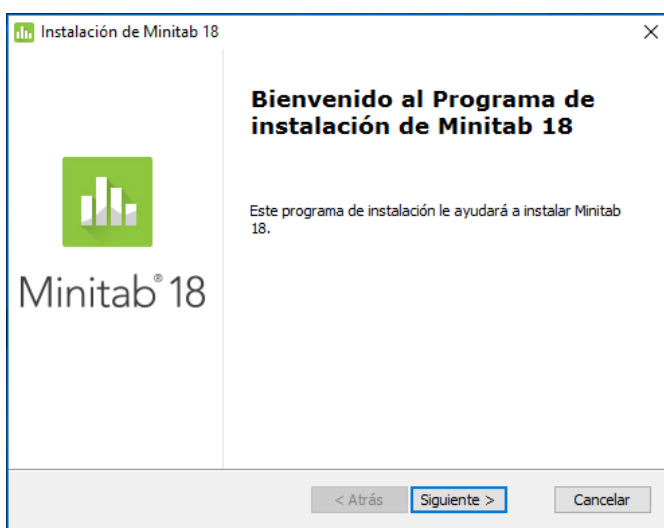 Instalación de Minitab 18
Bienvenido al Programa de
instalación de Minitab 18
Este programa de instalación le ayudará a instalar Minitab
18.
Minitab® 18
< Atrás
Siguiente >
Cancelar